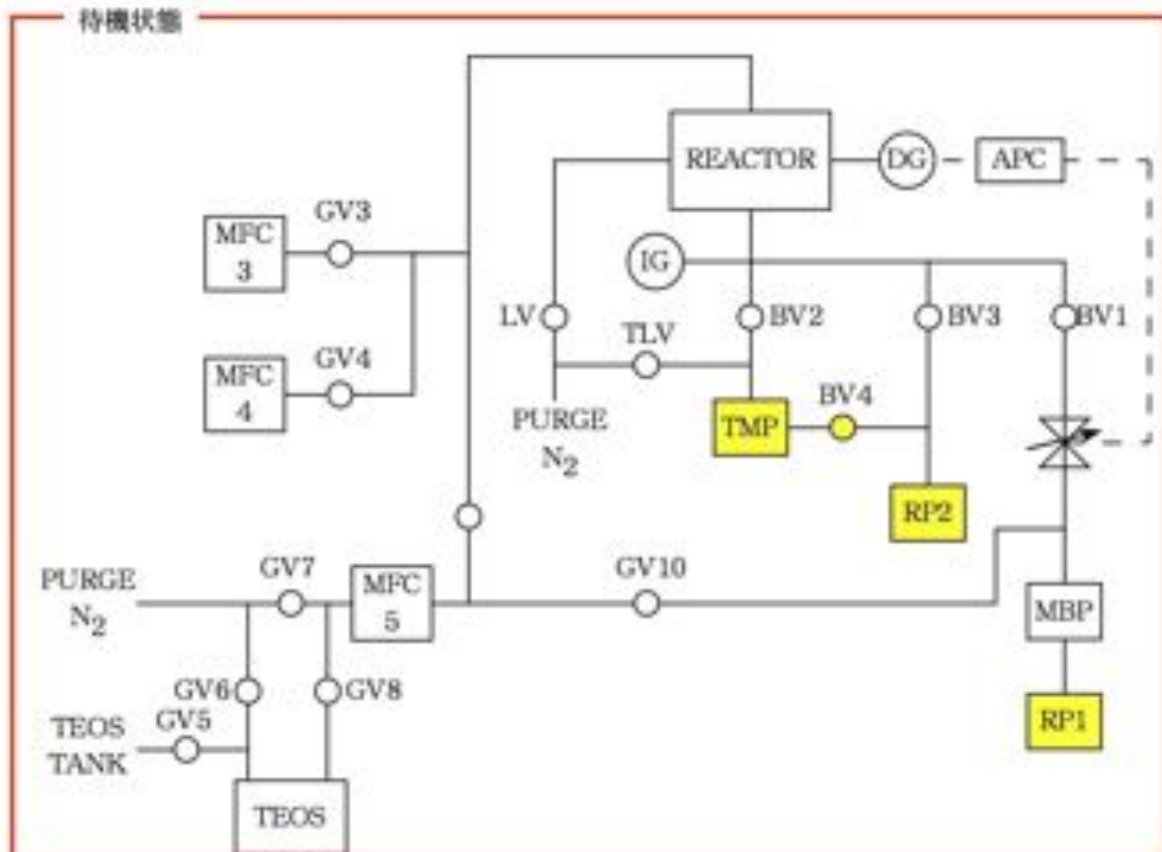 待機状態
REACTOR
DG
APC
GV3
MFC
3
IG
LV
TLV
BV2
BV3
BV1
GV4
MFC
4
BV4
PURGE
N2
TMP
RP2
GV7
MFC
5
GV10
PURGE
N2
MBP
GV6
GV8
GV5
TEOS
TANK
RP1
TEOS